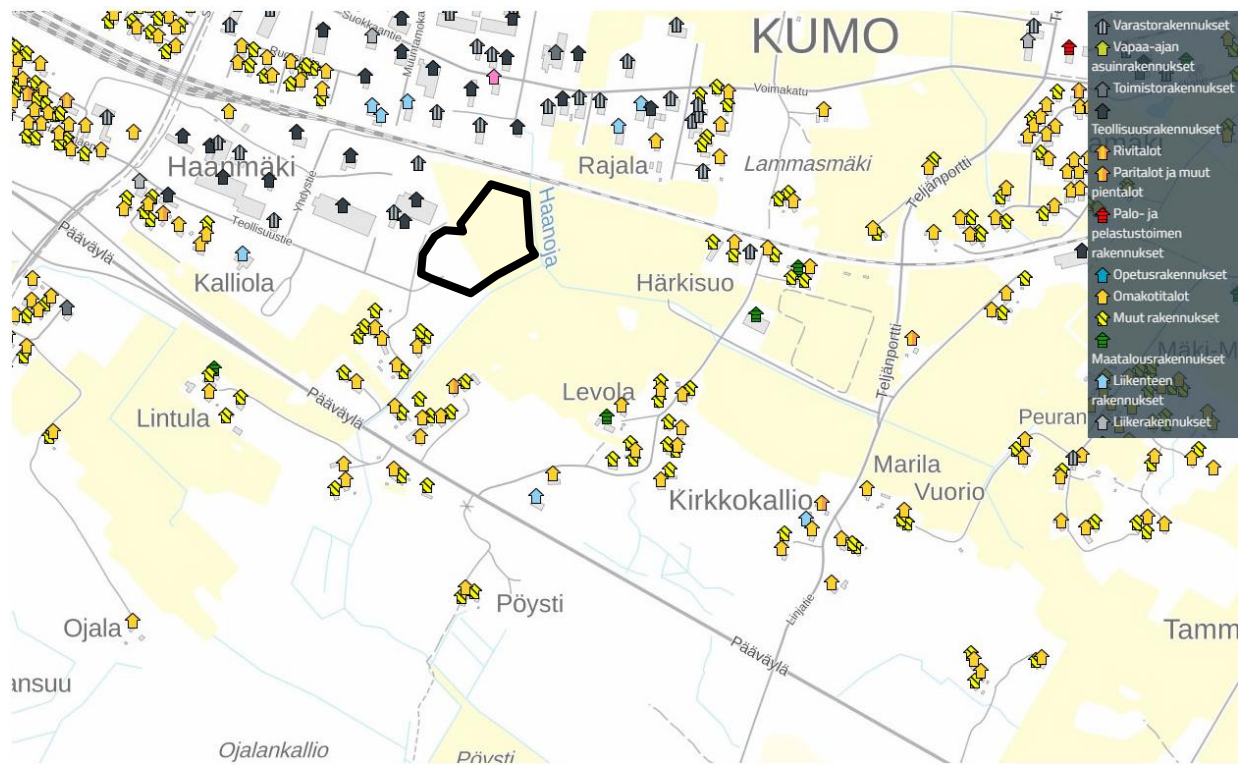 KUMO
Suokkaantie
Muuntamoka
Voimakatu
Haanmäki
Yhdystie
Teollisuustie
Rajala
Lammasmäki
Teljänportti
Haanoja
Pääväylä
Kalliola
Härkisuo
Teljänportti
Lintula
Pääväylä
Levola
Peuran
Marila
Vuorio
Kirkkokallio
Pöysti
Linjatie
Ojala
Pääväylä
Tamm
ansuu
Ojalankallio
Pöysti
Varastorakennukset
Vapaa-ajan
asuinrakennukset
Toimistorakennukset
Teollisuusrakennukset
Rivitalot
Paritalot ja muut
pientalot
Palo- ja
pelastustoimen
rakennukset
Opetusrakennukset
Omakotitalot
Muut rakennukset
Maatalousrakennukset
Liikenteen
rakennukset
Liikerakennukset